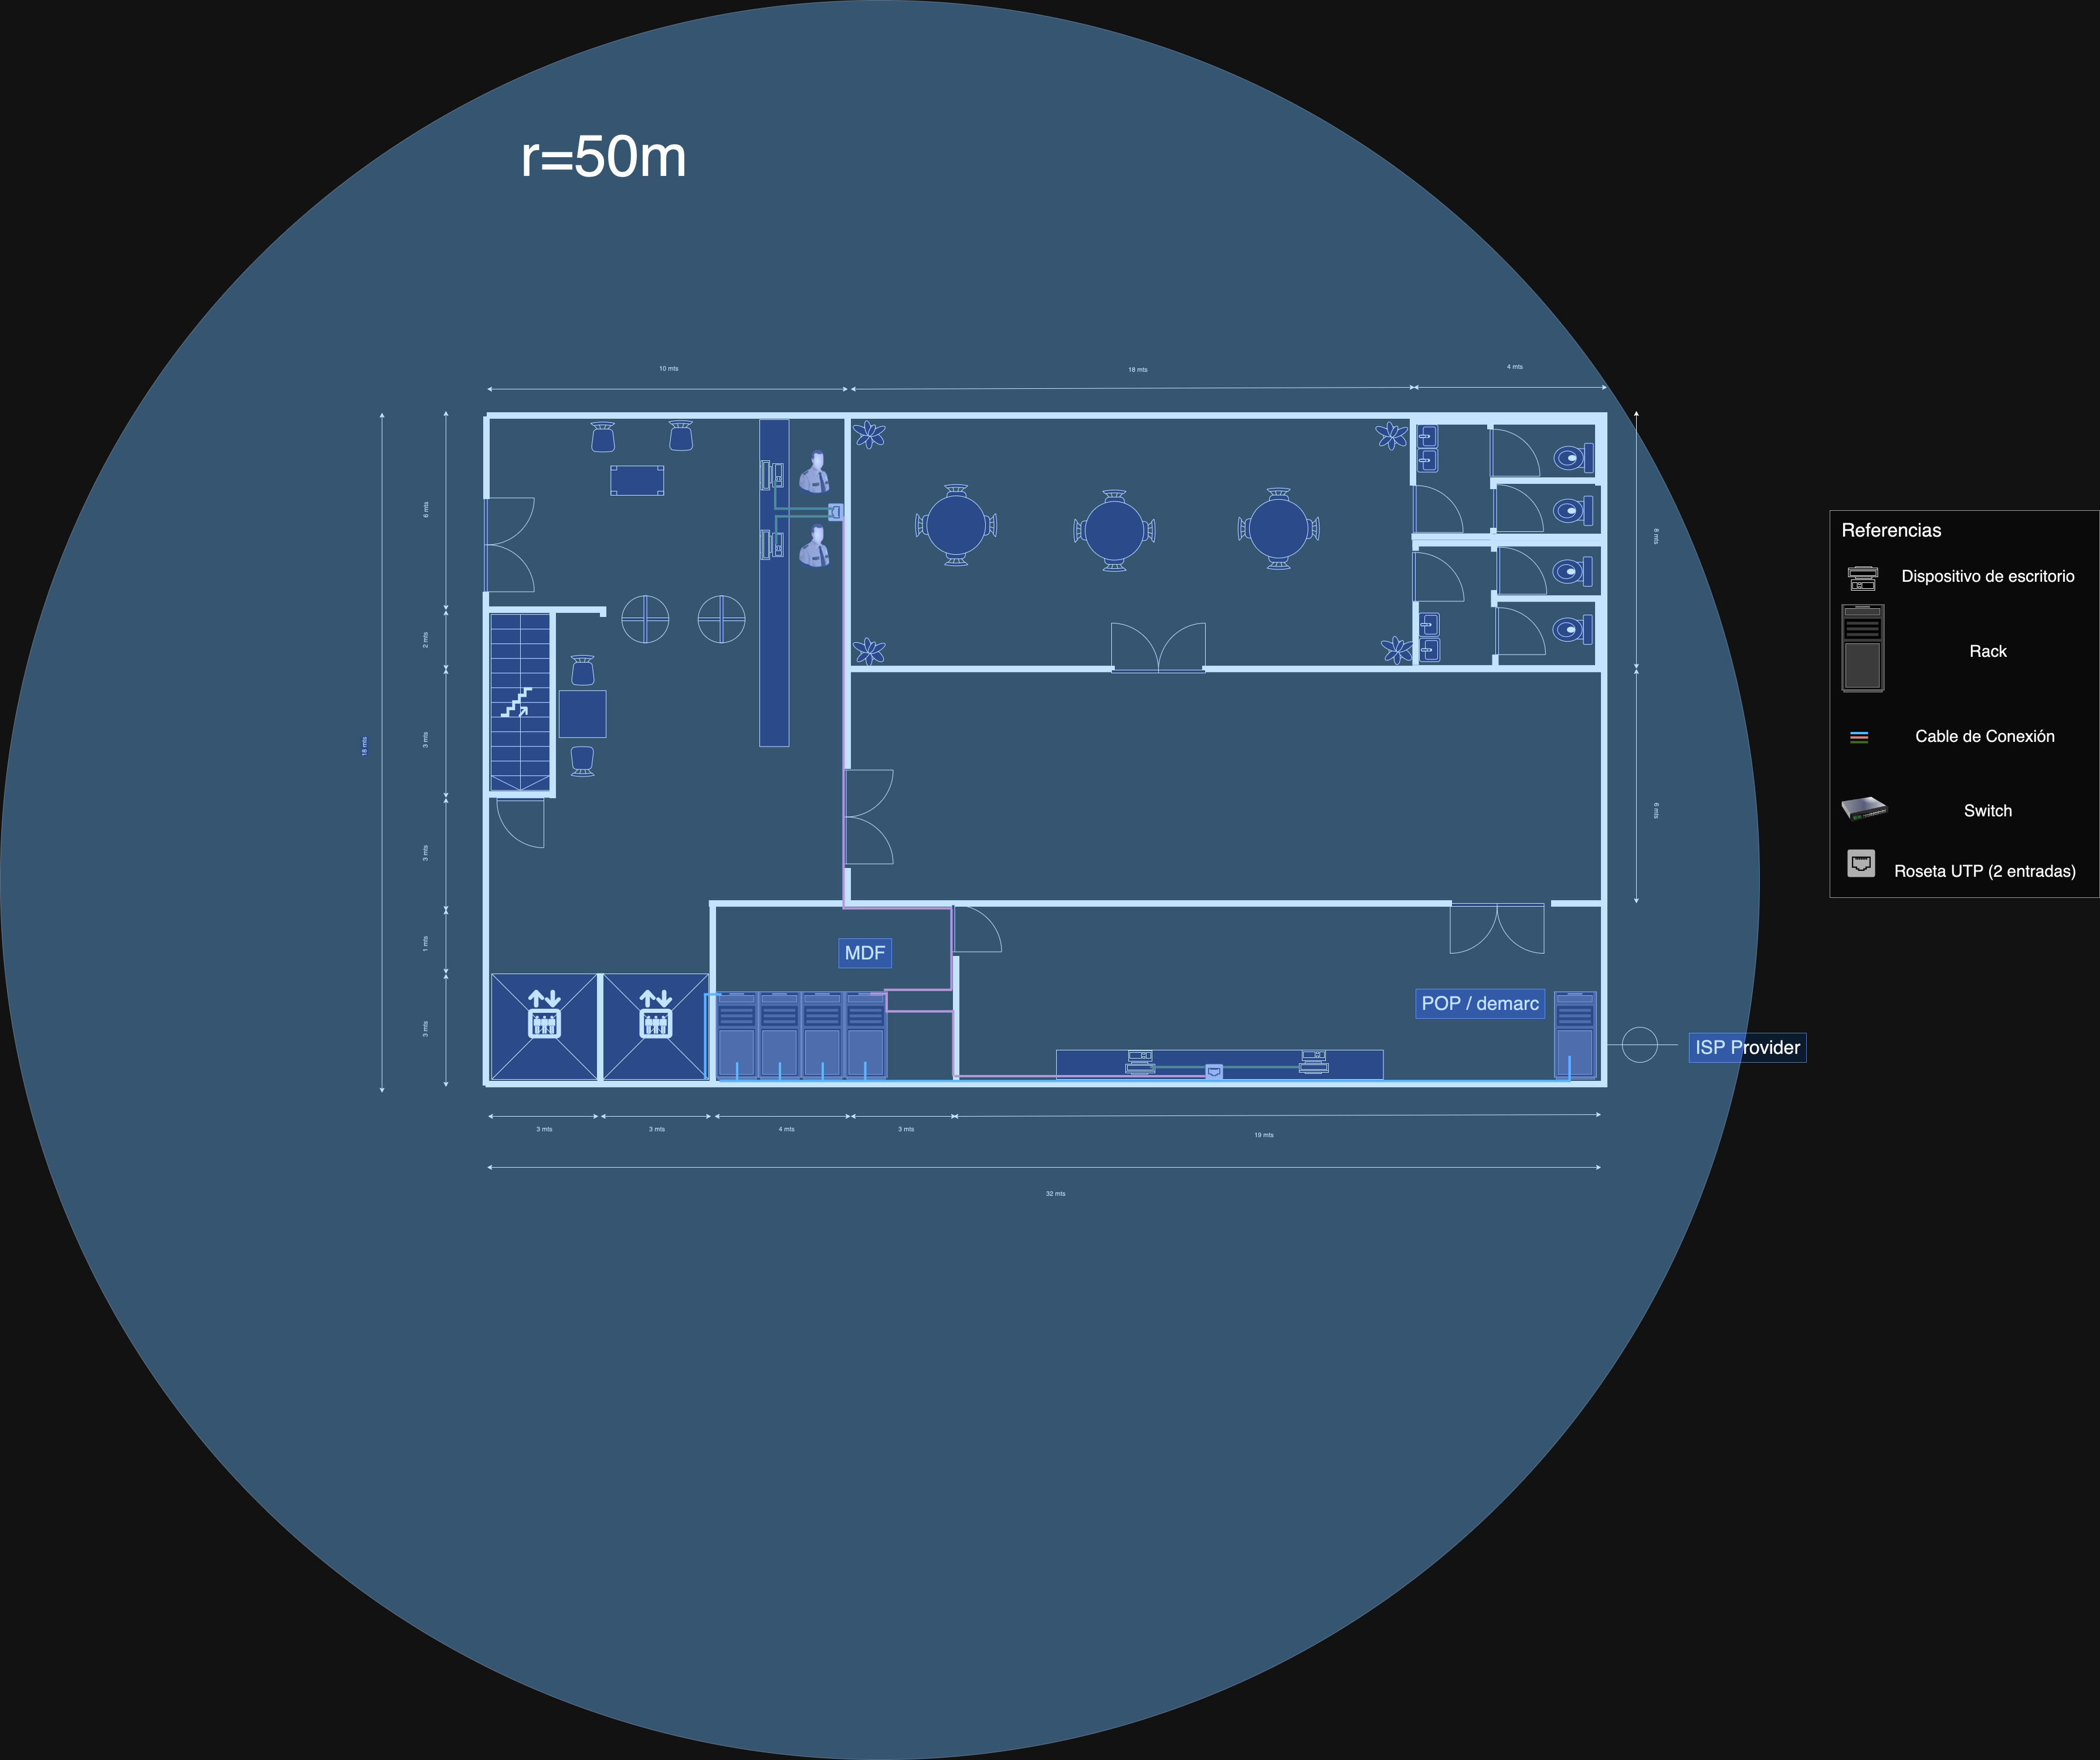 r=50m
10 mts
18 mts
4 mts
6 mts
8 mts
Referencias
Dispositivo de escritorio
Rack
2 mts
Cable de Conexión
18 mts
3 mts
6 mts
Switch
3 mts
Roseta UTP (2 entradas)
1 mts
MDF
POP / demarc
3 mts
ISP Provider
3 mts
3 mts
4 mts
3 mts
19 mts
32 mts